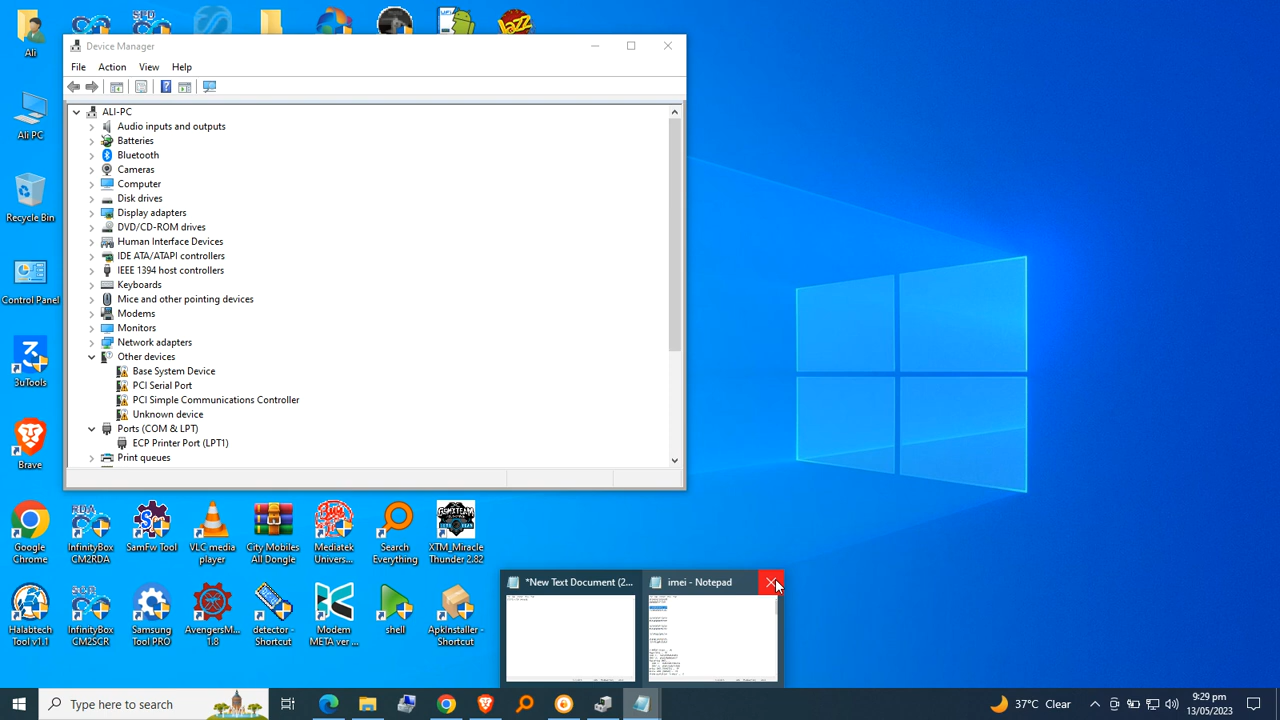 Ali
Device Manager
File Action View Help
ALI-PC
Audio inputs and outputs
Batteries
Bluetooth
Cameras
Computer
Disk drives
Display adapters
DVD/CD-ROM drives
Human Interface Devices
IDE ATA/ATAPI controllers
IEEE 1394 host controllers
Keyboards
Mice and other pointing devices
Modems
Monitors
Network adapters
Other devices
Base System Device
PCI Serial Port
PCI Simple Communications Controller
Unknown device
Ports (COM & LPT)
ECP Printer Port (LPT1)
Print queues
Ali PC
Recycle Bin
Control Panel
3uTools
Brave
Google
Chrome
InfinityBox
CM2RDA
SamFw Tool
VLC media
player
City Mobiles
All Dongle
Mediatek
Univers...
Search
Everything
XTM_Miracle
Thunder 2.82
Halabtech
Tool V1.0
InfinityBox
CM2SCR
Samsung
Tool PRO
AvengersM...
detector -
Shortcut
Modem
META ver ...
Apkinstaller -
Shortcut
*New Text Document (2...
imei - Notepad
Type here to search
37°C Clear
9:29 pm
13/05/2023